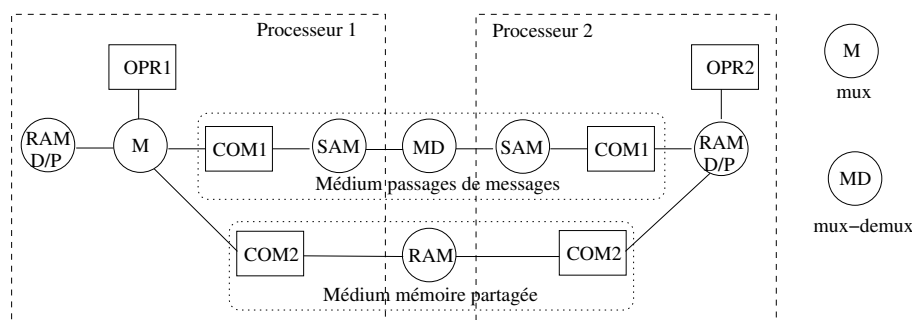 Processeur 1
Processeur 2
OPR1
OPR2
M
mux
RAM
D/P
M
COM1
SAM
MD
SAM
COM1
RAM
D/P
Médium passages de messages
MD
mux−demux
COM2
RAM
COM2
Médium mémoire partagée